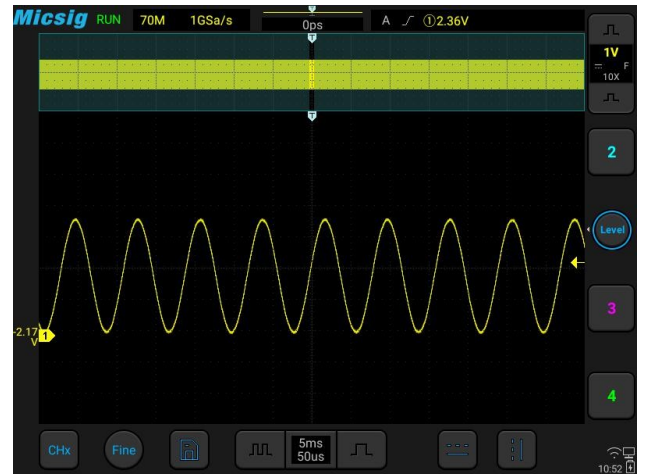 Micsig RUN 70M 1GSa/s 0ps A ①2.36V
T
1V
F
10X
T
2
Level
-2.17
V
1
3
4
CHx Fine 5ms
50us
10:52